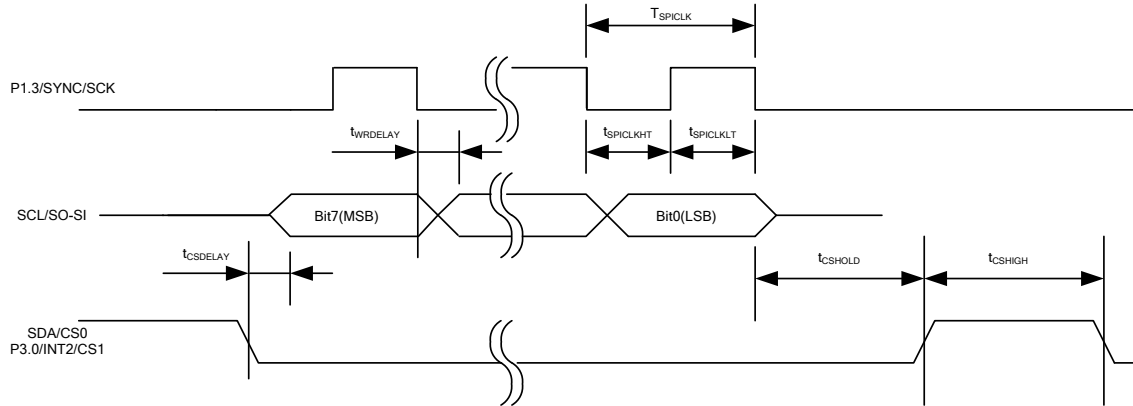 TSPICLK
P1.3/SYNC/SCK
tWRDELAY
tSPICLKHT
tSPICLKLT
SCL/SO-SI
Bit7(MSB)
Bit0(LSB)
tCSDELAY
tCSHOLD
tCSHIGH
SDA/CS0
P3.0/INT2/CS1